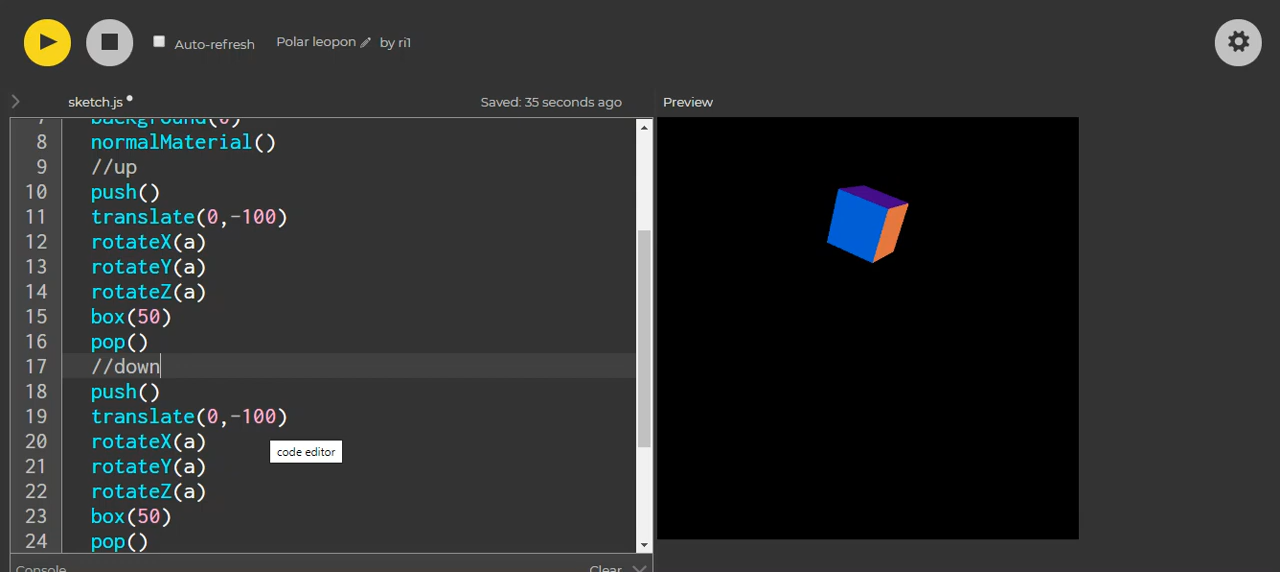 Auto-refresh Polar leopon by ri1
sketch.js Saved: 35 seconds ago Preview
7 background(0)
8 normalMaterial()
9 //up
10 push()
11 translate(0,-100)
12 rotateX(a)
13 rotateY(a)
14 rotateZ(a)
15 box(50)
16 pop()
17 //down
18 push()
19 translate(0,-100)
20 rotateX(a)
code editor
21 rotateY(a)
22 rotateZ(a)
23 box(50)
24 pop()
Console Clear